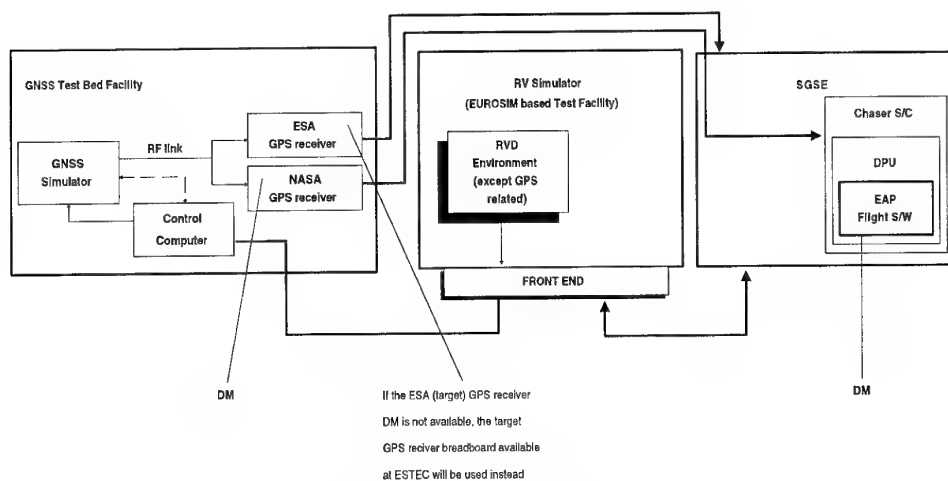 GNSS Test Bed Facility
GNSS
Simulator
RF link
ESA
GPS receiver
NASA
GPS receiver
Control
Computer
RV Simulator
(EUROSIM based Test Facility)
RVD
Environment
(except GPS
related)
FRONT END
SGSE
Chaser S/C
DPU
EAP
Flight S/W
DM
If the ESA (target) GPS receiver
DM is not available, the target
GPS reciver breadboard available
at ESTEC will be used instead
DM